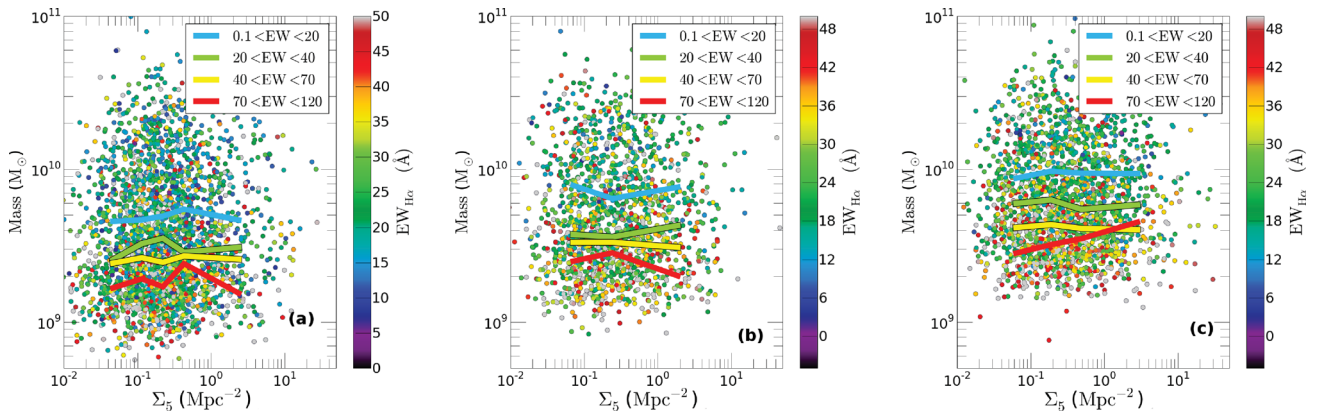 10^11
10^10
10^9
Mass (M_⊙)
10^-2 10^-1 10^0 10^1
Σ_5 (Mpc^-2)
0.1 <EW <20
20 <EW <40
40 <EW <70
70 <EW <120
(a)
50
45
40
35
30
25
20
15
10
5
0
EW_Hα (Å)
10^11
10^10
10^9
Mass (M_⊙)
10^-2 10^-1 10^0 10^1
Σ_5 (Mpc^-2)
0.1 <EW <20
20 <EW <40
40 <EW <70
70 <EW <120
(b)
48
42
36
30
24
18
12
6
0
EW_Hα (Å)
10^11
10^10
10^9
Mass (M_⊙)
10^-2 10^-1 10^0 10^1
Σ_5 (Mpc^-2)
0.1 <EW <20
20 <EW <40
40 <EW <70
70 <EW <120
(c)
48
42
36
30
24
18
12
6
0
EW_Hα (Å)